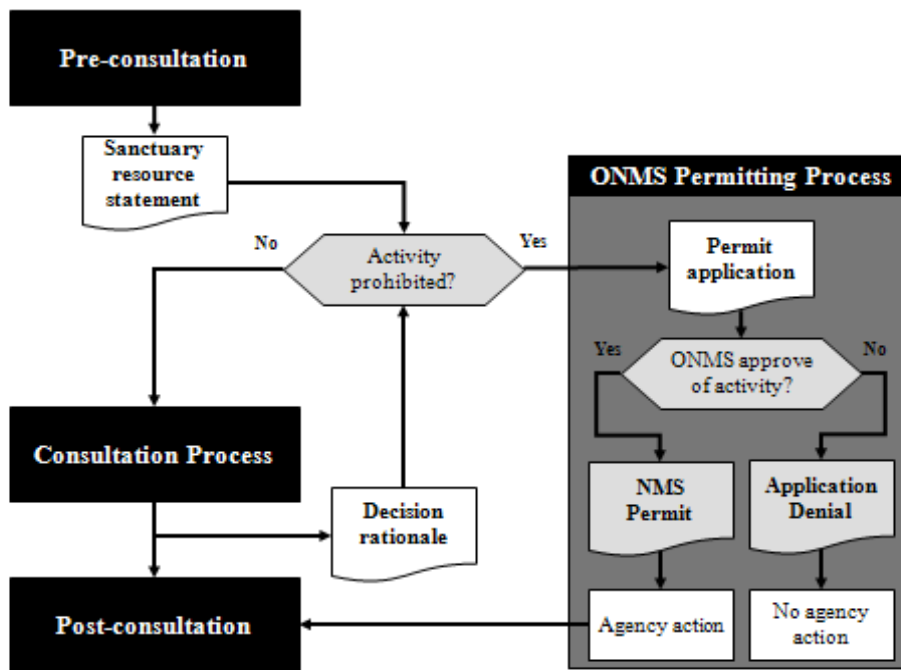 Pre-consultation
Sanctuary
resource
statement
ONMS Permitting Process
No
Activity
prohibited?
Yes
Permit
application
Yes
ONMS approve
of activity?
No
Consultation Process
Decision
rationale
NMS
Permit
Application
Denial
Post-consultation
Agency action
No agency
action